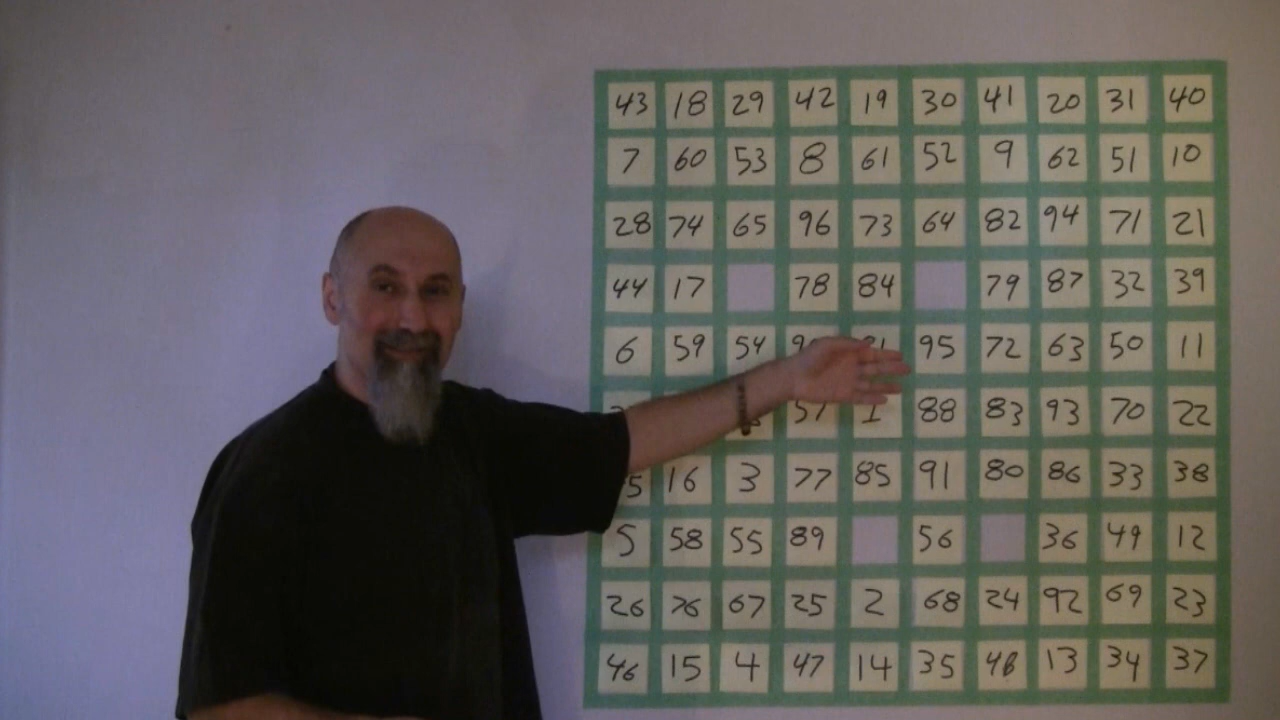 43 18 29 42 19 30 41 20 31 40
7 60 53 8 61 52 9 62 51 10
28 74 65 96 73 64 82 94 71 21
44 17 78 84 79 87 32 39
6 59 54 95 72 63 50 11
57 1 88 83 93 70 22
16 3 77 85 91 80 86 33 38
5 58 55 89 56 36 49 12
26 76 67 25 2 68 24 92 69 23
46 15 4 47 14 35 48 13 34 37